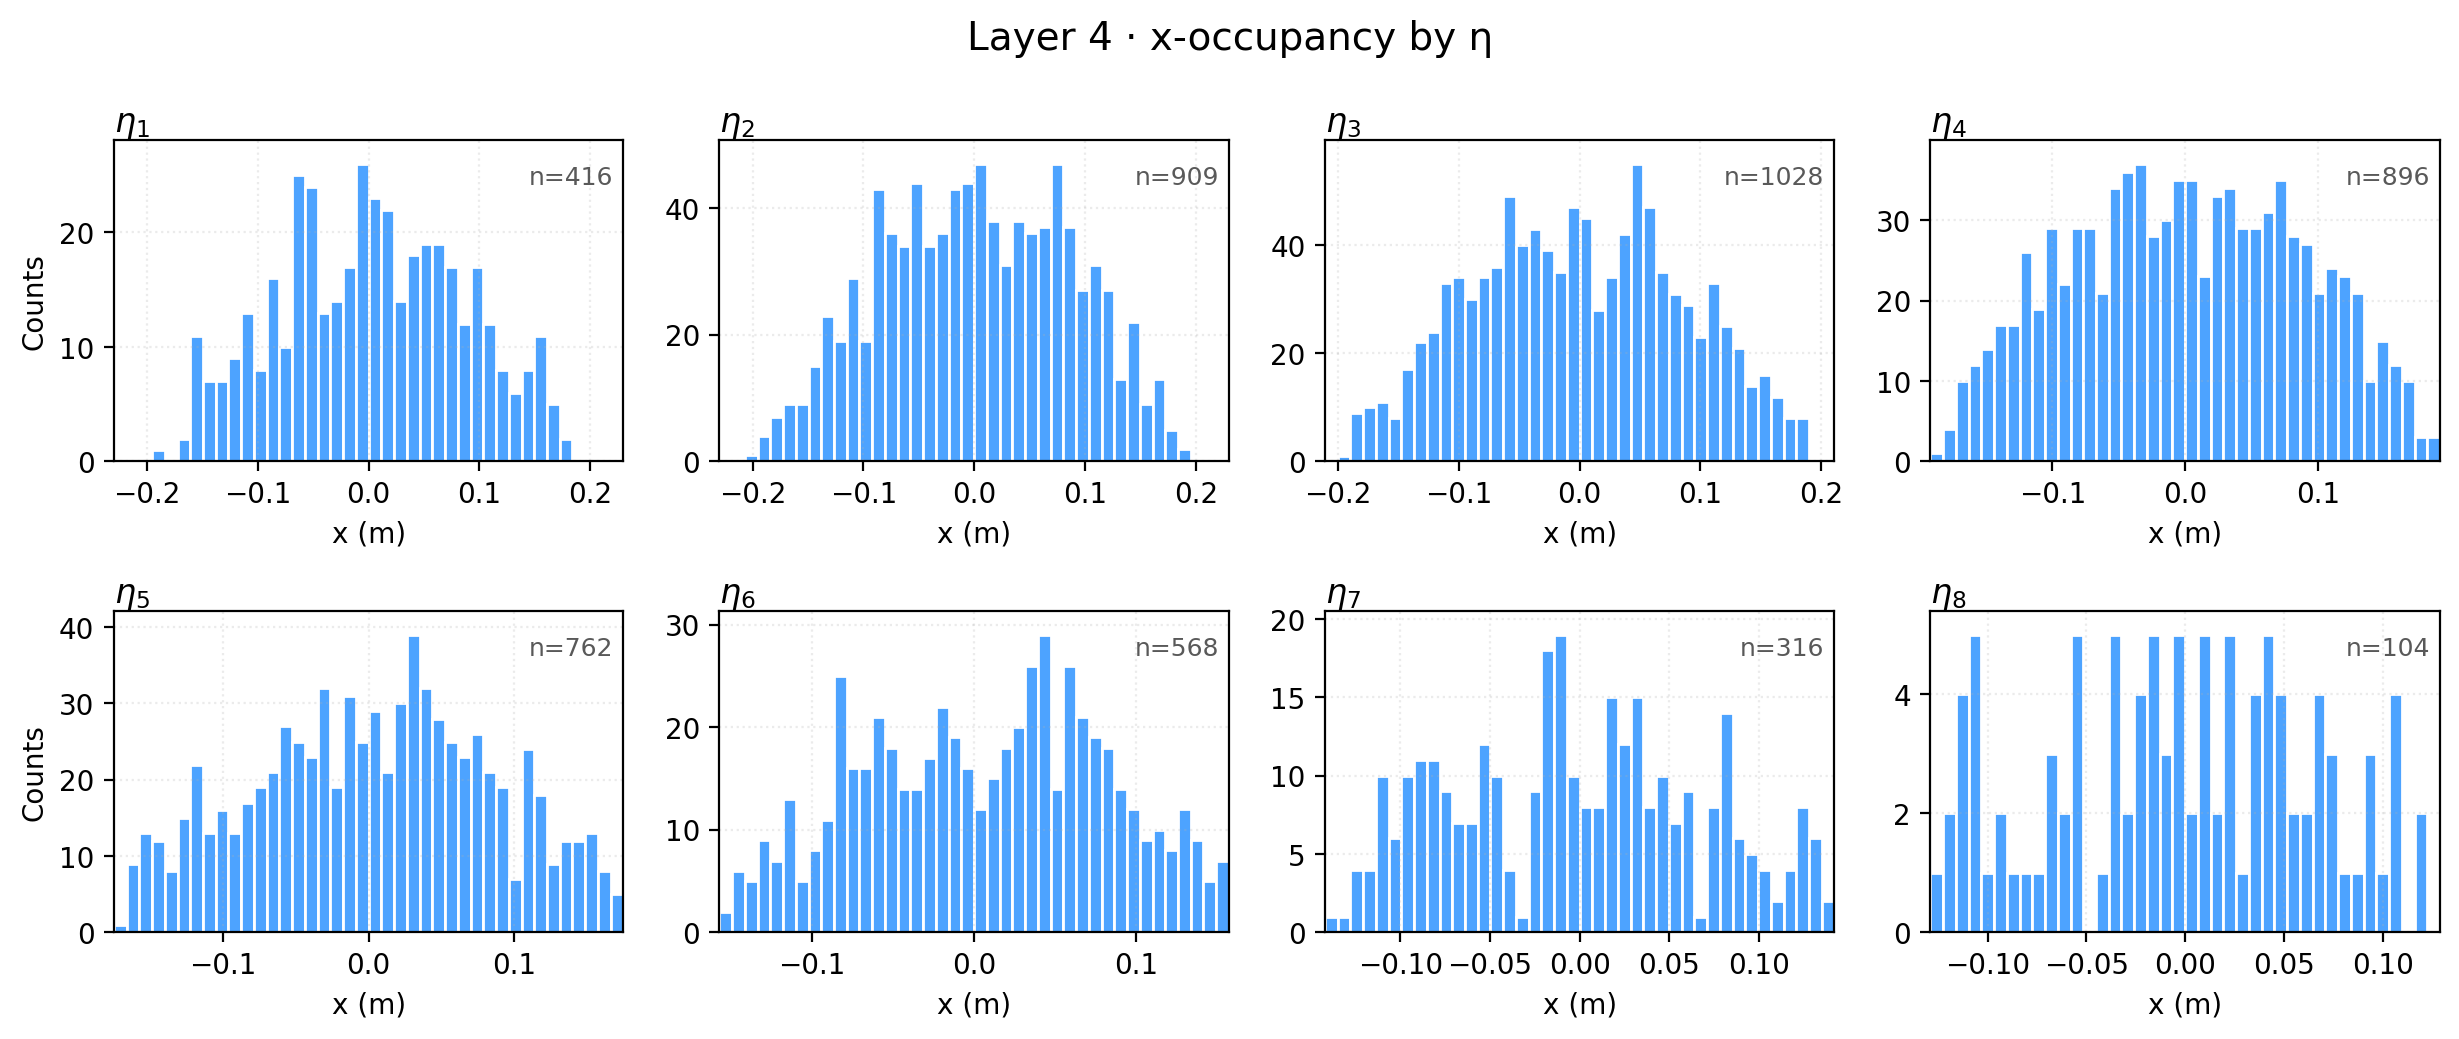 Layer 4 · x-occupancy by η
η1
η2
η3
η4
n=416
n=909
n=1028
n=896
Counts
20
10
0
40
20
0
40
20
0
30
20
10
0
−0.2 −0.1 0.0 0.1 0.2
−0.2 −0.1 0.0 0.1 0.2
−0.2 −0.1 0.0 0.1 0.2
−0.1 0.0 0.1
x (m)
x (m)
x (m)
x (m)
η5
η6
η7
η8
n=762
n=568
n=316
n=104
Counts
40
30
20
10
0
30
20
10
0
20
15
10
5
0
4
2
0
−0.1 0.0 0.1
−0.1 0.0 0.1
−0.10 −0.05 0.00 0.05 0.10
−0.10 −0.05 0.00 0.05 0.10
x (m)
x (m)
x (m)
x (m)